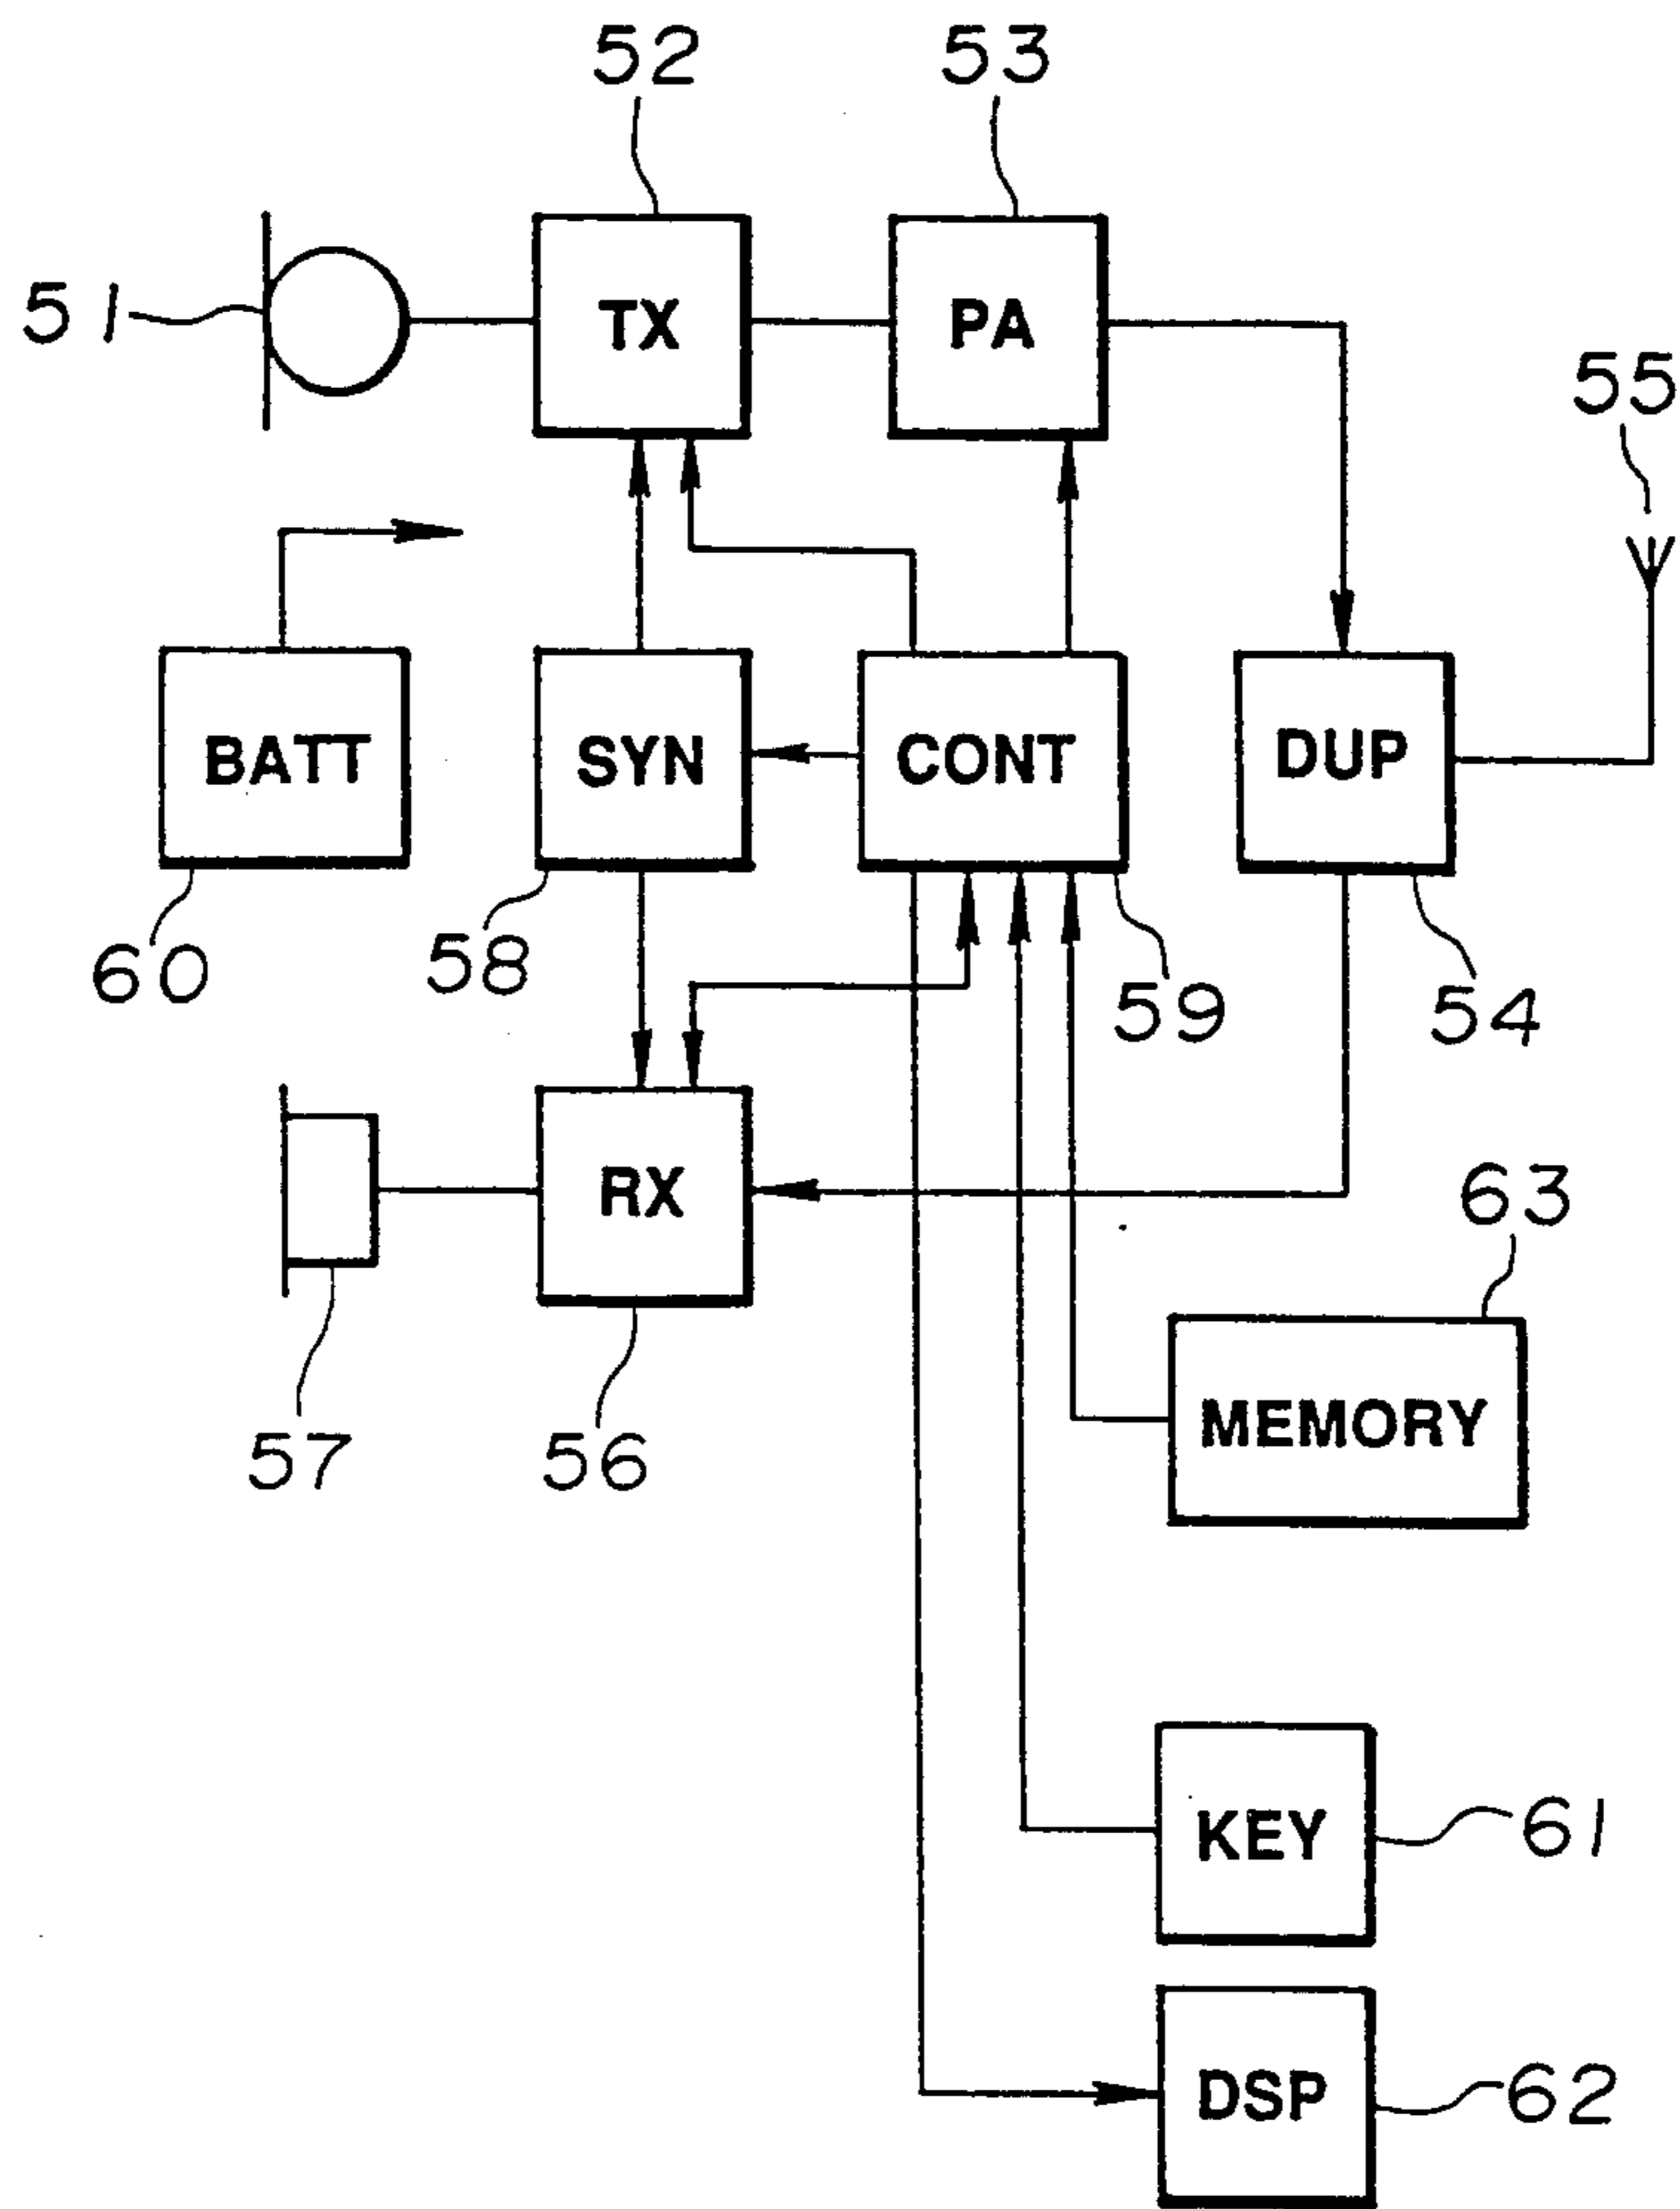 52
53
51
TX
PA
55
BATT
SYN
CONT
DUP
60
58
59
54
RX
63
57
56
MEMORY
KEY
61
DSP
62